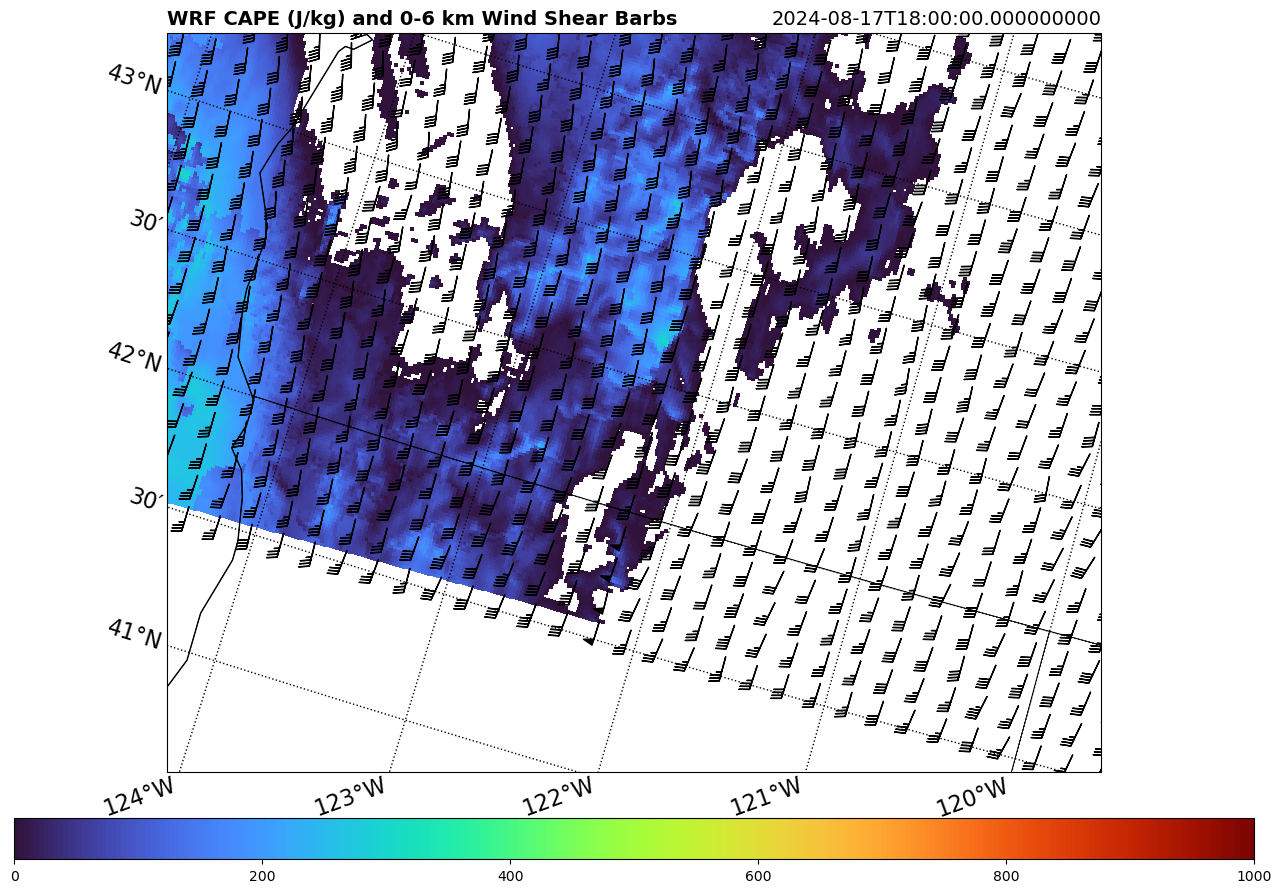 WRF CAPE (J/kg) and 0-6 km Wind Shear Barbs
2024-08-17T18:00:00.000000000
43°N
30′
42°N
30′
41°N
124°W
123°W
122°W
121°W
120°W
0
200
400
600
800
1000